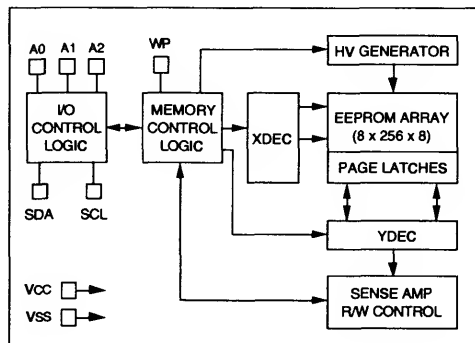 A0 A1 A2 WP
HV GENERATOR
I/O
CONTROL
LOGIC
MEMORY
CONTROL
LOGIC
XDEC
EEPROM ARRAY
(8 x 256 x 8)
PAGE LATCHES
SDA SCL
YDEC
VCC
VSS
SENSE AMP
R/W CONTROL